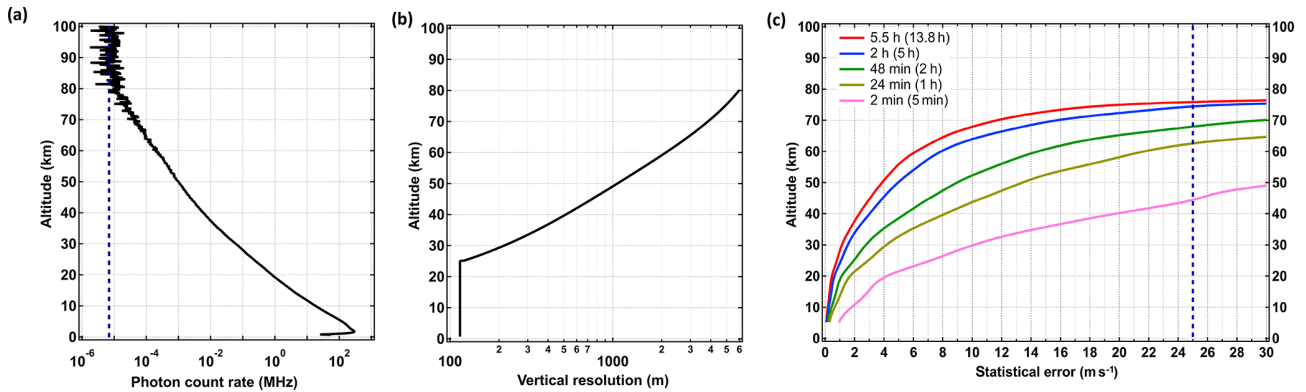 (a)
100
90
80
70
60
50
40
30
20
10
0
Altitude (km)
10^-6 10^-4 10^-2 10^0 10^2
Photon count rate (MHz)
(b)
100
90
80
70
60
50
40
30
20
10
0
Altitude (km)
100 2 3 4 5 6 7 1000 2 3 4 5 6
Vertical resolution (m)
(c)
100
90
80
70
60
50
40
30
20
10
0
Altitude (km)
5.5 h (13.8 h)
2 h (5 h)
48 min (2 h)
24 min (1 h)
2 min (5 min)
100
90
80
70
60
50
40
30
20
10
0
0 2 4 6 8 10 12 14 16 18 20 22 24 26 28 30
Statistical error (m s⁻¹)